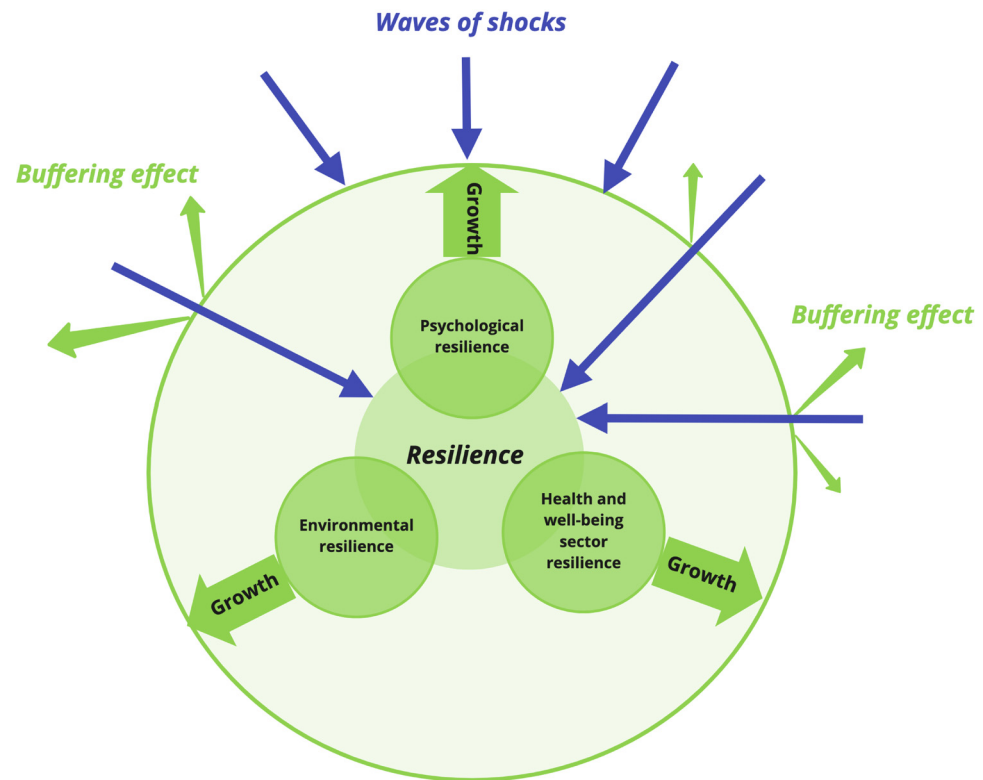 Waves of shocks
Buffering effect
Growth
Buffering effect
Psychological
resilience
Resilience
Environmental
resilience
Health and
well-being
sector
resilience
Growth
Growth